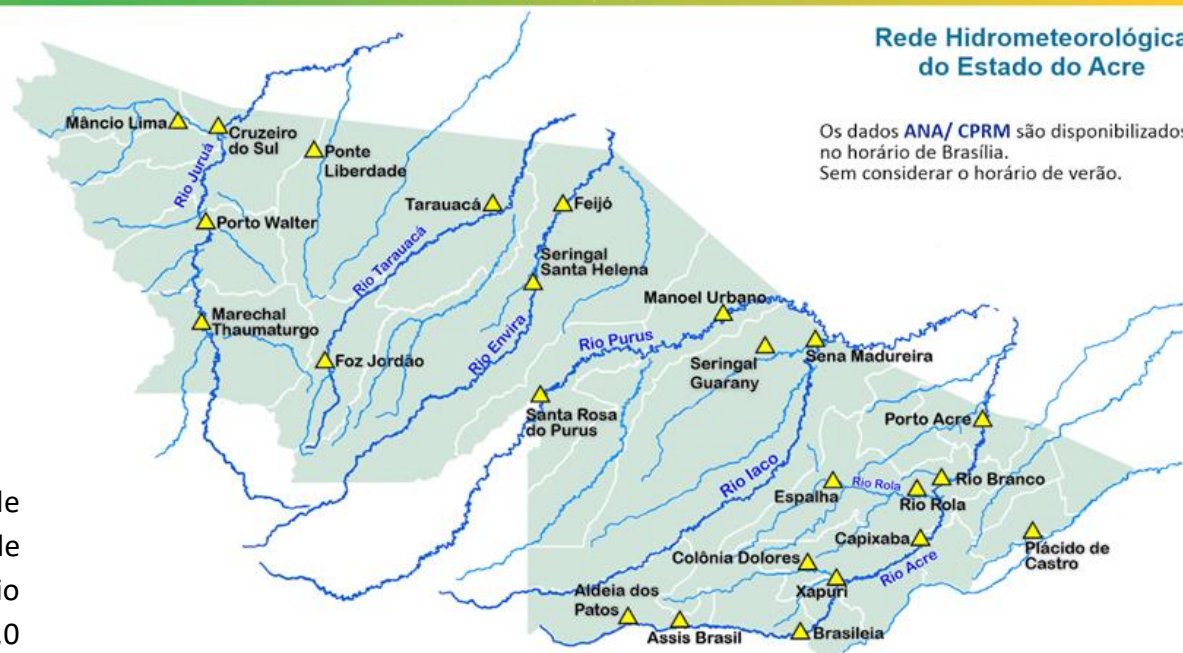 Rede Hidrometeorológica
do Estado do Acre
Os dados ANA/ CPRM são disponibilizados
no horário de Brasília.
Sem considerar o horário de verão.
Mâncio Lima
Cruzeiro
do Sul
Ponte
Liberdade
Rio Juruá
Porto Walter
Tarauacá
Feijó
Rio Tarauacá
Seringal
Santa Helena
Marechal
Thaumaturgo
Foz Jordão
Rio Envira
Manoel Urbano
Rio Purus
Seringal
Guarany
Sena Madureira
Santa Rosa
do Purus
Porto Acre
Rio Iaco
Espalha
Rio Rola
Rio Rola
Rio Branco
Capixaba
Plácido de
Castro
Colônia Dolores
Rio Acre
Xapuri
Aldeia dos
Patos
Assis Brasil
Brasileia
de
de
io